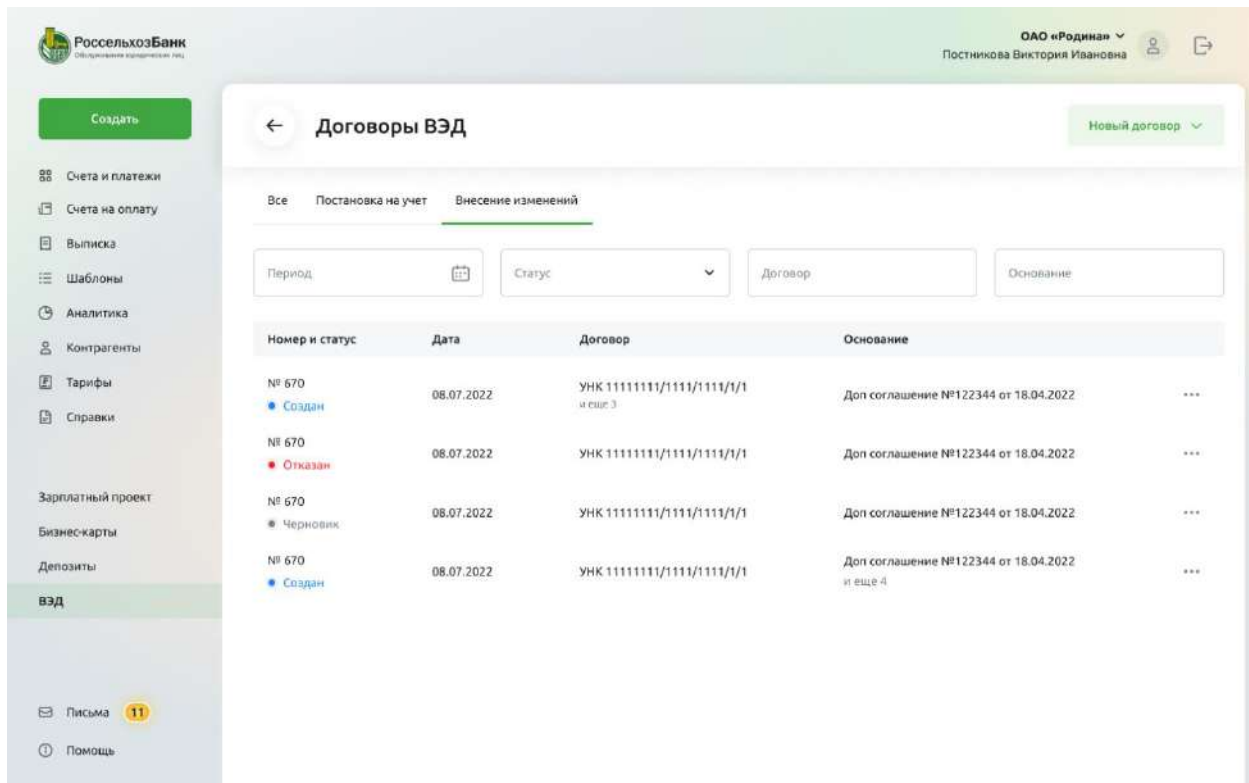 РоссельхозБанк
Обслуживание юридических лиц
ОАО «Родина»
Постникова Виктория Ивановна
Создать
Счета и платежи
Счета на оплату
Выписка
Шаблоны
Аналитика
Контрагенты
Тарифы
Справки
Зарплатный проект
Бизнес-карты
Депозиты
ВЭД
Письма 11
Помощь
Договоры ВЭД
Новый договор
Все Постановка на учет Внесение изменений
Период Статус Договор Основание
Номер и статус Дата Договор Основание
№ 670
Создан
08.07.2022
УНК 11111111/1111/1111/1/1
и еще 3
Доп соглашение №122344 от 18.04.2022
№ 670
Отказан
08.07.2022
УНК 11111111/1111/1111/1/1
Доп соглашение №122344 от 18.04.2022
№ 670
Черновик
08.07.2022
УНК 11111111/1111/1111/1/1
Доп соглашение №122344 от 18.04.2022
№ 670
Создан
08.07.2022
УНК 11111111/1111/1111/1/1
Доп соглашение №122344 от 18.04.2022
и еще 4